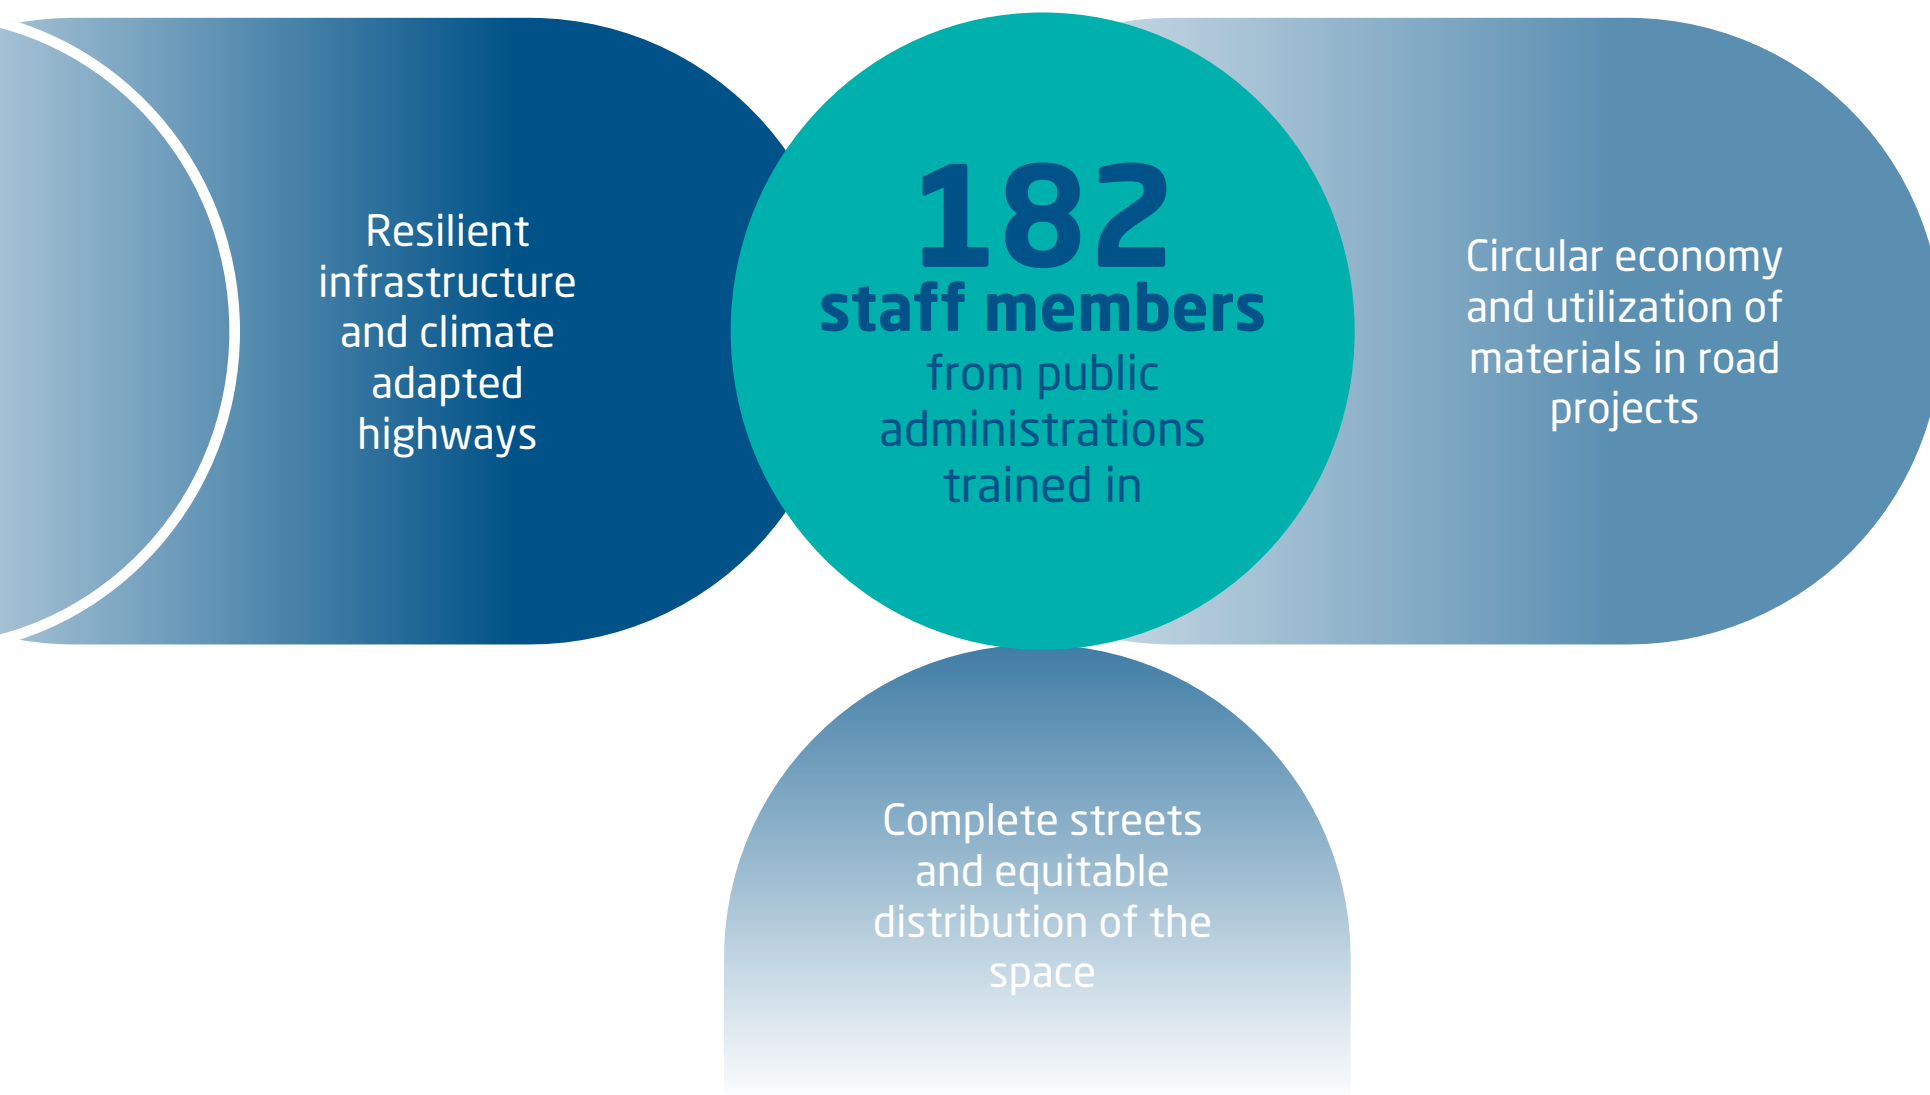 182
staff members
from public
administrations
trained in
Resilient
infrastructure
and climate
adapted
highways
Circular economy
and utilization of
materials in road
projects
Complete streets
and equitable
distribution of the
space